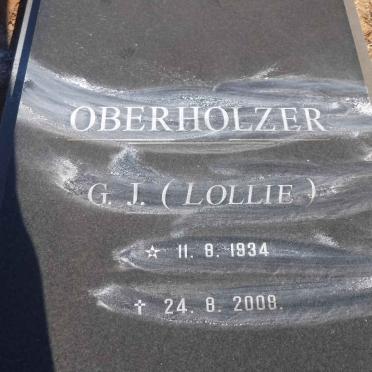 OBERHOLZER
G. J. (LOLLIE)
☆ 11. 8. 1934
✝ 24. 8. 2008.